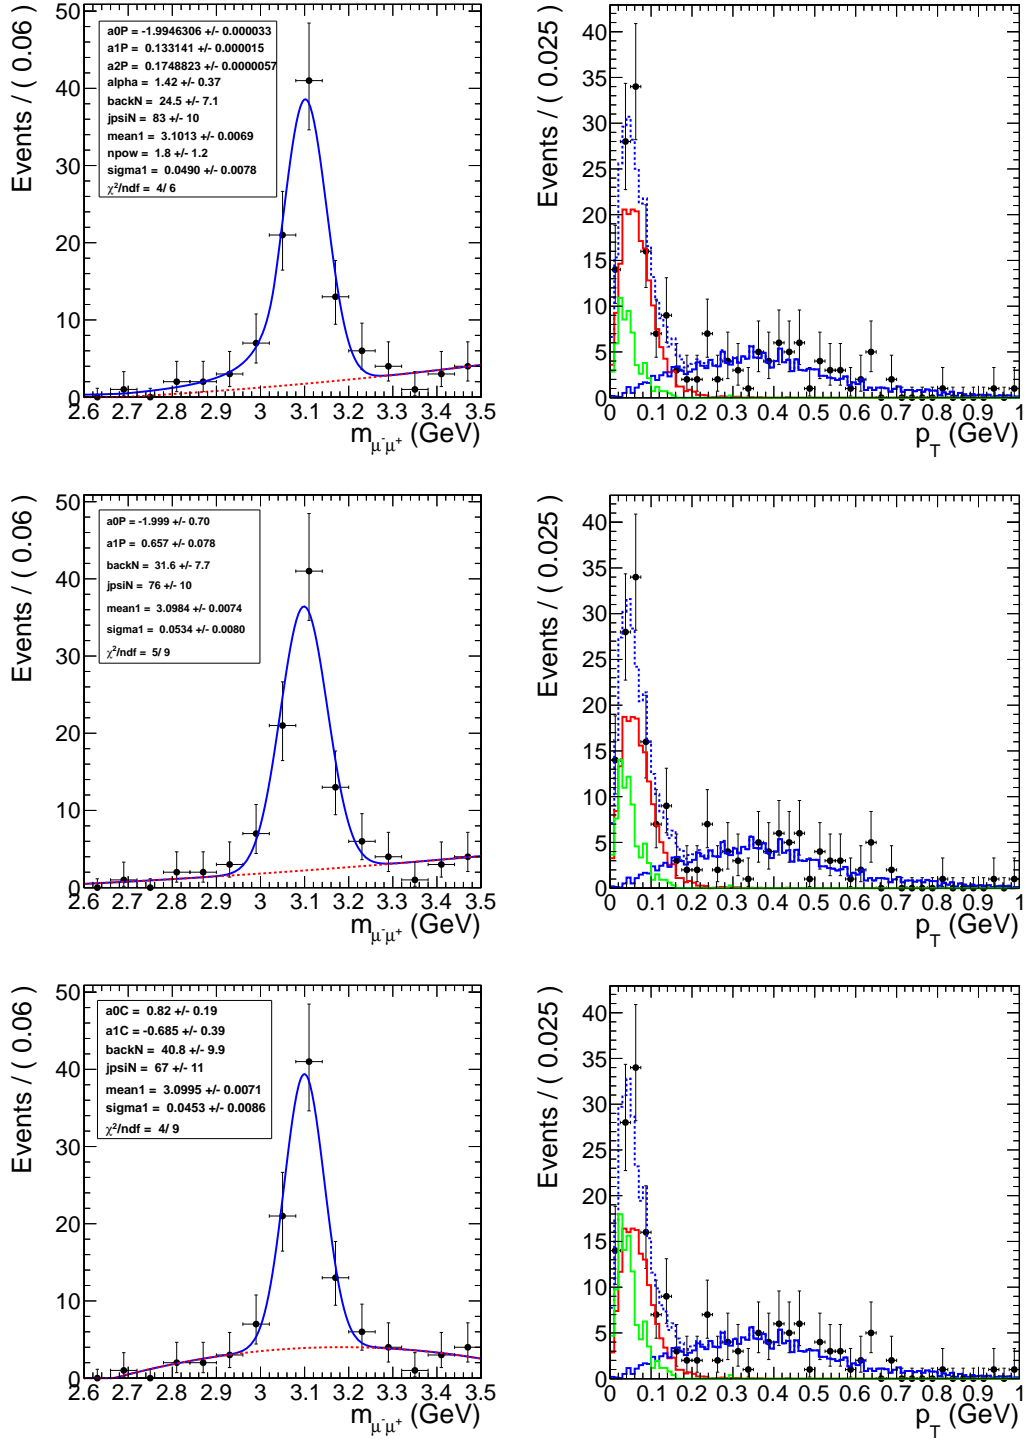 Events / ( 0.06 )
50
40
30
20
10
0
a0P = -1.9946306 +/- 0.000033
a1P = 0.133141 +/- 0.000015
a2P = 0.1748823 +/- 0.0000057
alpha = 1.42 +/- 0.37
backN = 24.5 +/- 7.1
jpsiN = 83 +/- 10
mean1 = 3.1013 +/- 0.0069
npow = 1.8 +/- 1.2
sigma1 = 0.0490 +/- 0.0078
χ²/ndf = 4/ 6
2.6 2.7 2.8 2.9 3 3.1 3.2 3.3 3.4 3.5
m μ⁻μ⁺ (GeV)
Events / ( 0.025 )
40
35
30
25
20
15
10
5
0
0 0.1 0.2 0.3 0.4 0.5 0.6 0.7 0.8 0.9 1
p T (GeV)
Events / ( 0.06 )
50
40
30
20
10
0
a0P = -1.999 +/- 0.70
a1P = 0.657 +/- 0.078
backN = 31.6 +/- 7.7
jpsiN = 76 +/- 10
mean1 = 3.0984 +/- 0.0074
sigma1 = 0.0534 +/- 0.0080
χ²/ndf = 5/ 9
2.6 2.7 2.8 2.9 3 3.1 3.2 3.3 3.4 3.5
m μ⁻μ⁺ (GeV)
Events / ( 0.025 )
40
35
30
25
20
15
10
5
0
0 0.1 0.2 0.3 0.4 0.5 0.6 0.7 0.8 0.9 1
p T (GeV)
Events / ( 0.06 )
50
40
30
20
10
0
a0C = 0.82 +/- 0.19
a1C = -0.685 +/- 0.39
backN = 40.8 +/- 9.9
jpsiN = 67 +/- 11
mean1 = 3.0995 +/- 0.0071
sigma1 = 0.0453 +/- 0.0086
χ²/ndf = 4/ 9
2.6 2.7 2.8 2.9 3 3.1 3.2 3.3 3.4 3.5
m μ⁻μ⁺ (GeV)
Events / ( 0.025 )
40
35
30
25
20
15
10
5
0
0 0.1 0.2 0.3 0.4 0.5 0.6 0.7 0.8 0.9 1
p T (GeV)